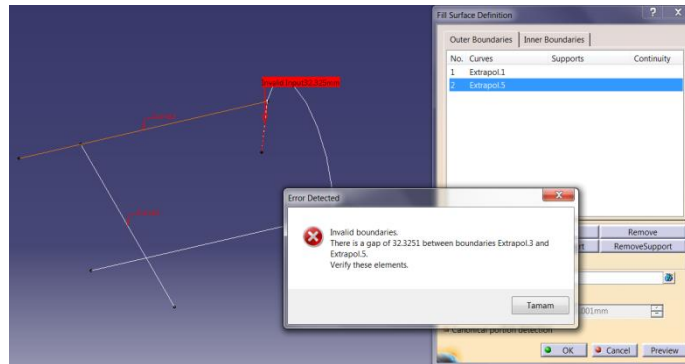 Fill Surface Definition
Outer Boundaries Inner Boundaries
No. Curves Supports Continuity
1 Extrapol.1
2 Extrapol.5
Invalid Input32.325mm
Error Detected
Invalid boundaries.
There is a gap of 32.3251 between boundaries Extrapol.3 and
Extrapol.5.
Verify these elements.
Tamam
Remove
RemoveSupport
001mm
Canonical portion detection
OK Cancel Preview